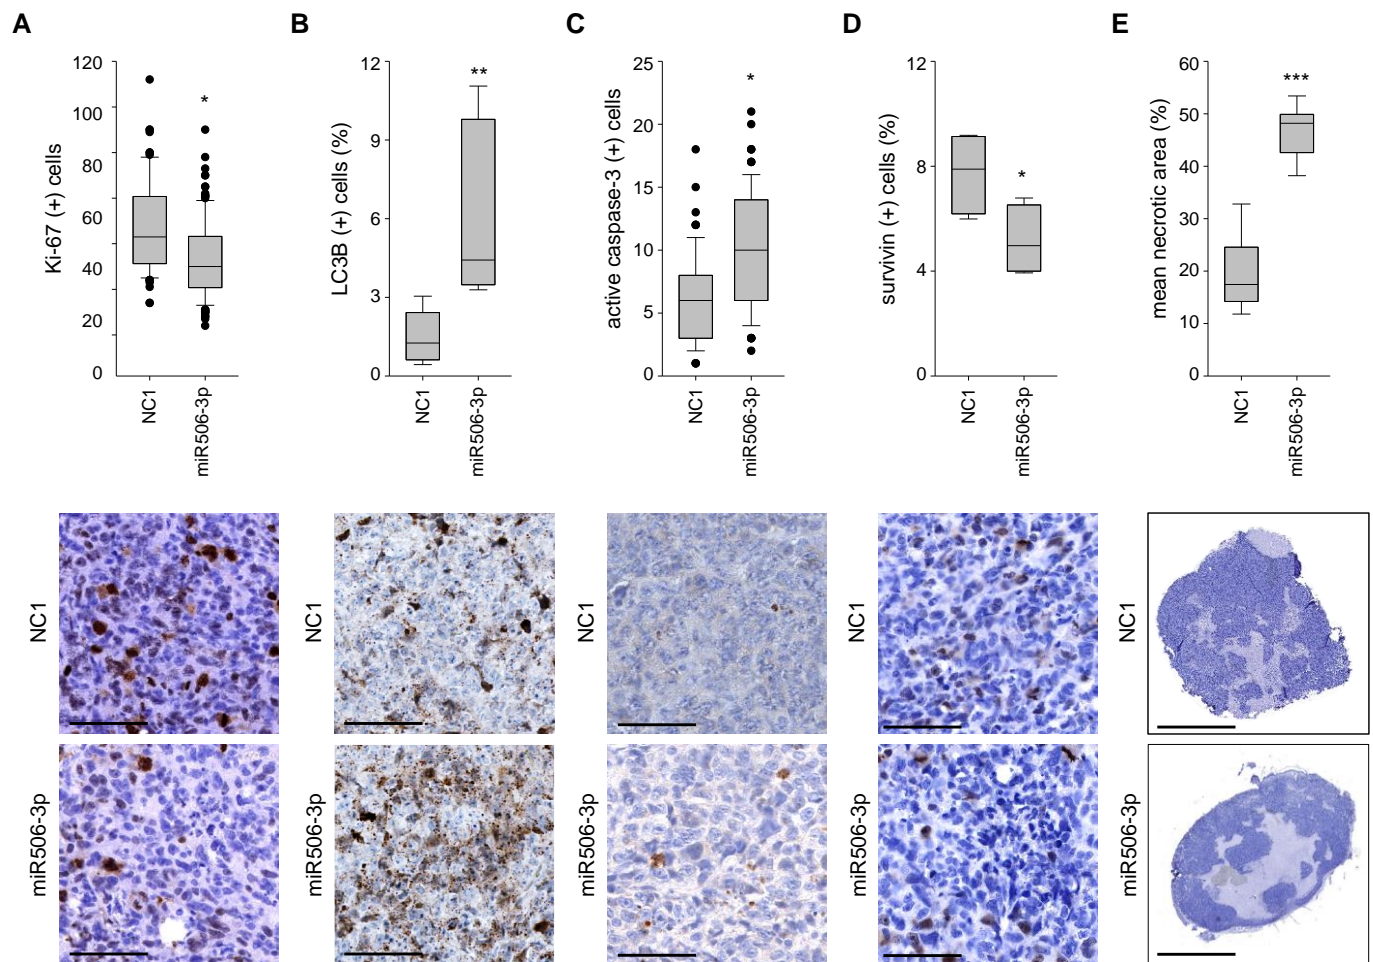 A
B
C
D
E
120
100
80
60
40
20
0
Ki-67 (+) cells
*
NC1
miR506-3p
12
9
6
3
0
LC3B (+) cells (%)
**
NC1
miR506-3p
25
20
15
10
5
0
active caspase-3 (+) cells
*
NC1
miR506-3p
12
8
4
0
survivin (+) cells (%)
*
NC1
miR506-3p
60
50
40
30
20
10
0
mean necrotic area (%)
***
NC1
miR506-3p
NC1
NC1
NC1
NC1
NC1
miR506-3p
miR506-3p
miR506-3p
miR506-3p
miR506-3p